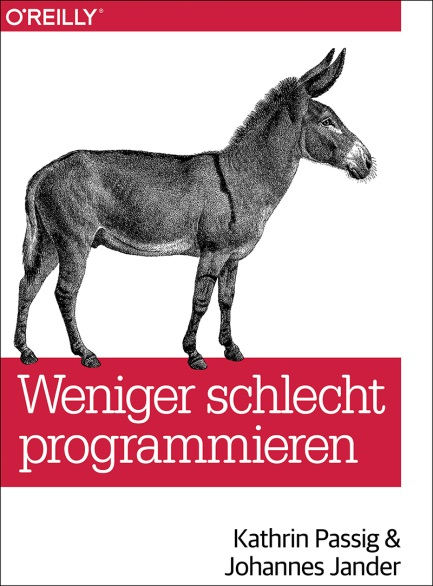 O'REILLY®
Weniger schlecht
programmieren
Kathrin Passig &
Johannes Jander